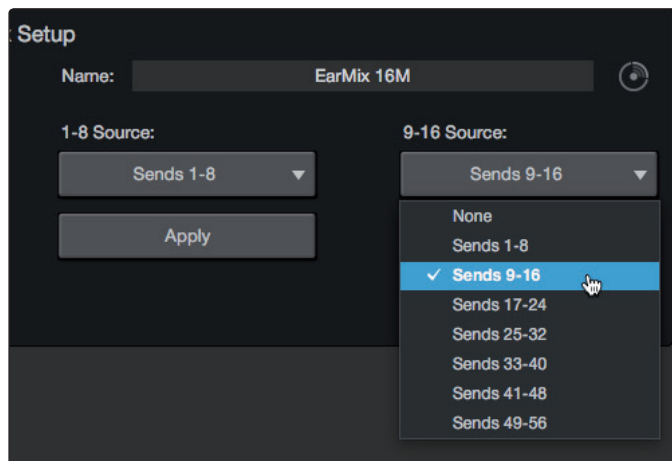 Setup
Name: EarMix 16M
1-8 Source: 9-16 Source:
Sends 1-8 Sends 9-16
Apply
None
Sends 1-8
Sends 9-16
Sends 17-24
Sends 25-32
Sends 33-40
Sends 41-48
Sends 49-56